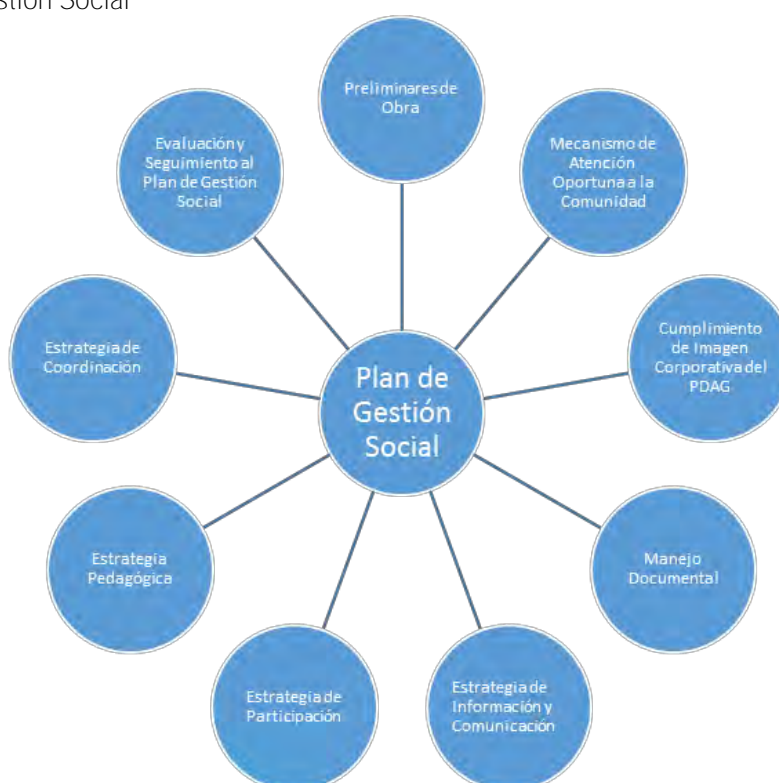 stión Social
Preliminares de
Obra
Mecanismo de
Atención
Oportuna a la
Comunidad
Cumplimiento
de Imagen
Corporativa del
PDAG
Manejo
Documental
Estrategia de
Información y
Comunicación
Estrategia de
Participación
Estrategia
Pedagógica
Estrategia de
Coordinación
Evaluación y
Seguimiento al
Plan de Gestión
Social
Plan de
Gestión
Social